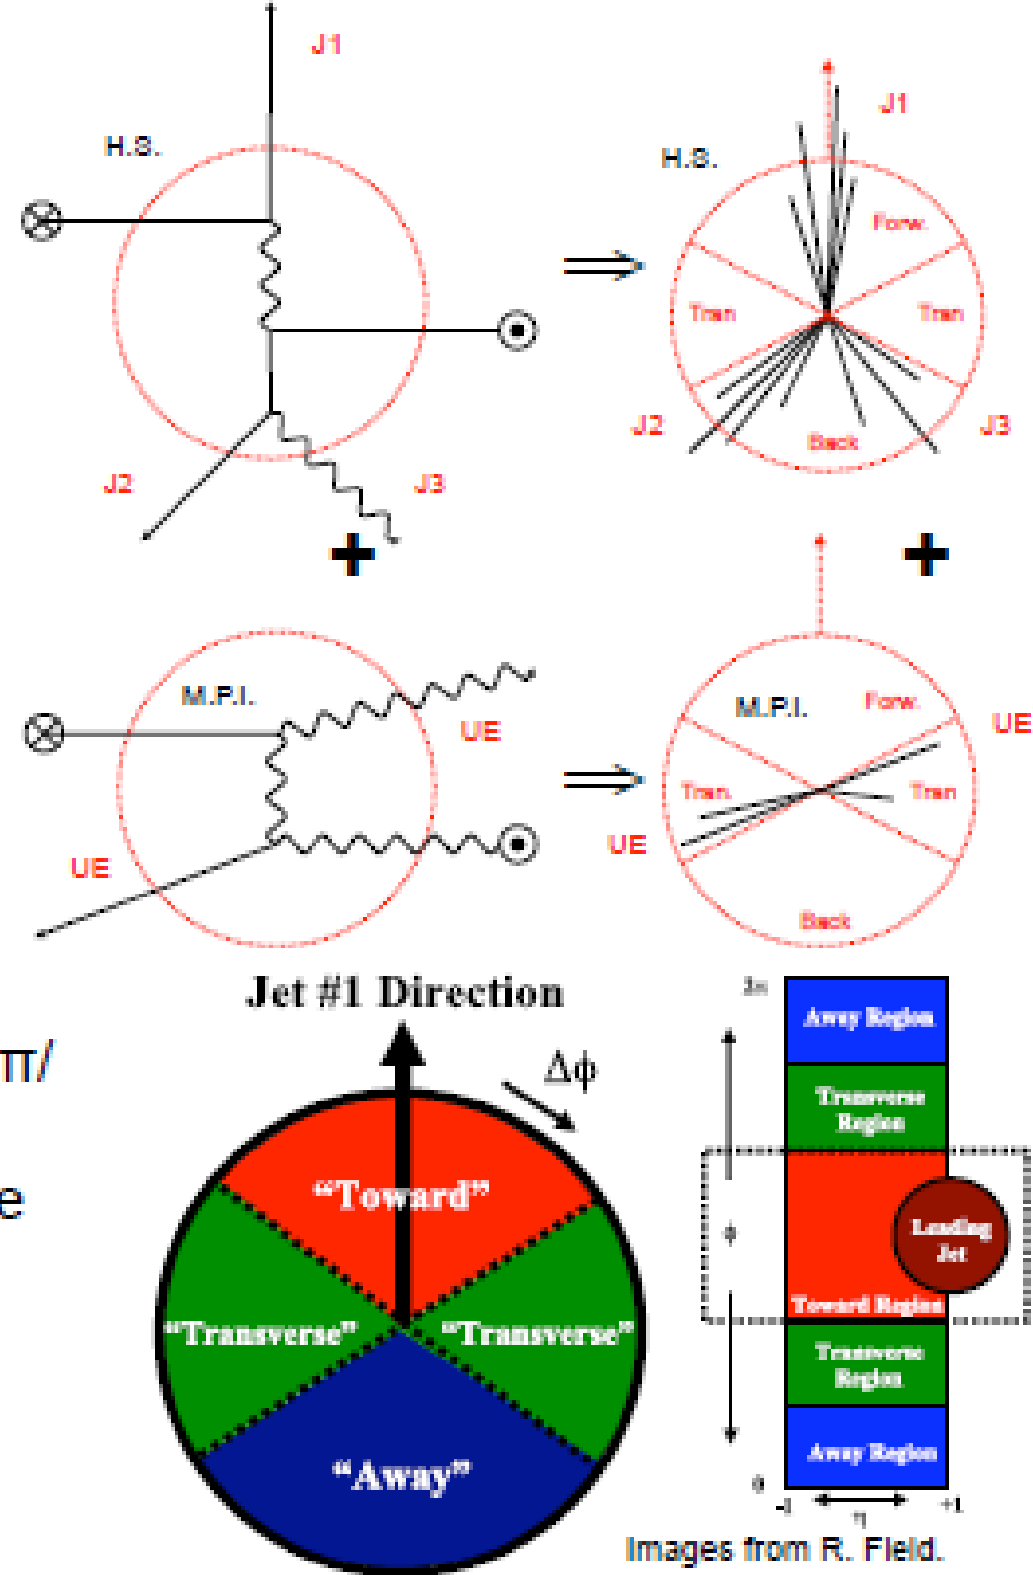 J1
H.S.
J2
J3
J1
H.S.
Forw.
Tran
Tran
J2
J3
Back
+
+
M.P.I.
UE
UE
M.P.I.
Forw.
UE
Tran.
Tran
UE
Back
Jet #1 Direction
π/
e
Δϕ
“Toward”
“Transverse”
“Transverse”
“Away”
2π
Away Region
Transverse
Region
ϕ
Leading
Jet
Toward Region
Transverse
Region
Away Region
0
-1
+1
η
Images from R. Field.